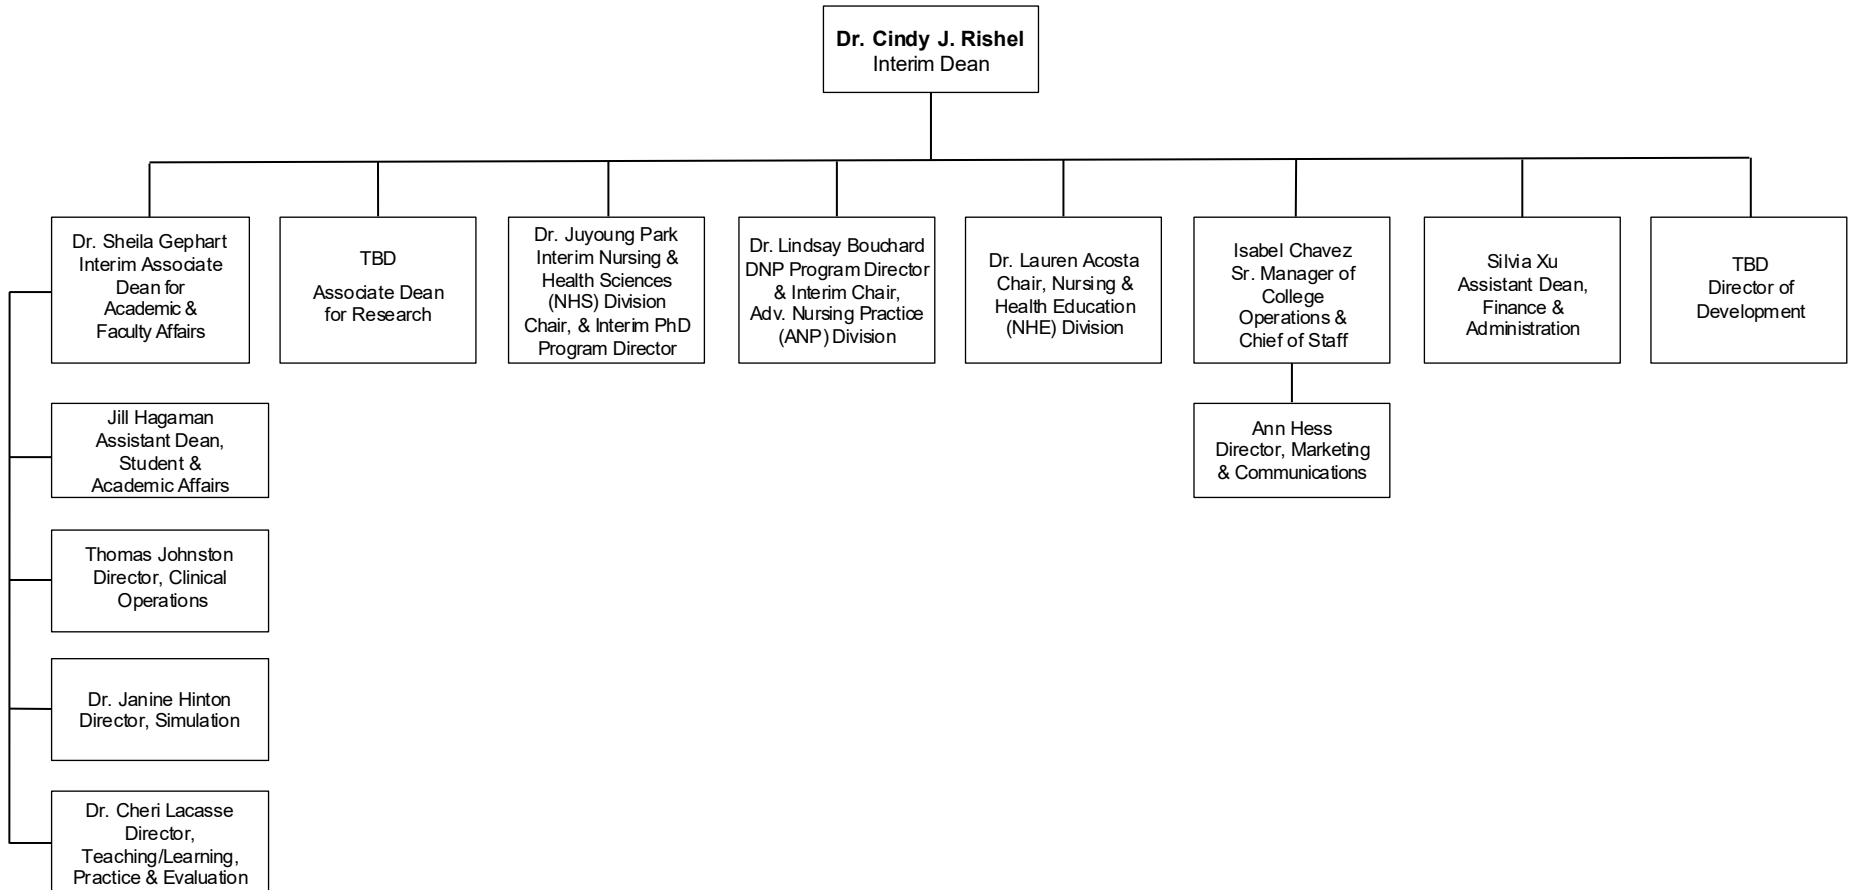 Dr. Cindy J. Rishel
Interim Dean
Dr. Sheila Gephart
Interim Associate
Dean for
Academic &
Faculty Affairs
TBD
Associate Dean
for Research
Dr. Juyoung Park
Interim Nursing &
Health Sciences
(NHS) Division
Chair, & Interim PhD
Program Director
Dr. Lindsay Bouchard
DNP Program Director
& Interim Chair,
Adv. Nursing Practice
(ANP) Division
Dr. Lauren Acosta
Chair, Nursing &
Health Education
(NHE) Division
Isabel Chavez
Sr. Manager of
College
Operations &
Chief of Staff
Silvia Xu
Assistant Dean,
Finance &
Administration
TBD
Director of
Development
Jill Hagaman
Assistant Dean,
Student &
Academic Affairs
Ann Hess
Director, Marketing
& Communications
Thomas Johnston
Director, Clinical
Operations
Dr. Janine Hinton
Director, Simulation
Dr. Cheri Lacasse
Director,
Teaching/Learning,
Practice & Evaluation